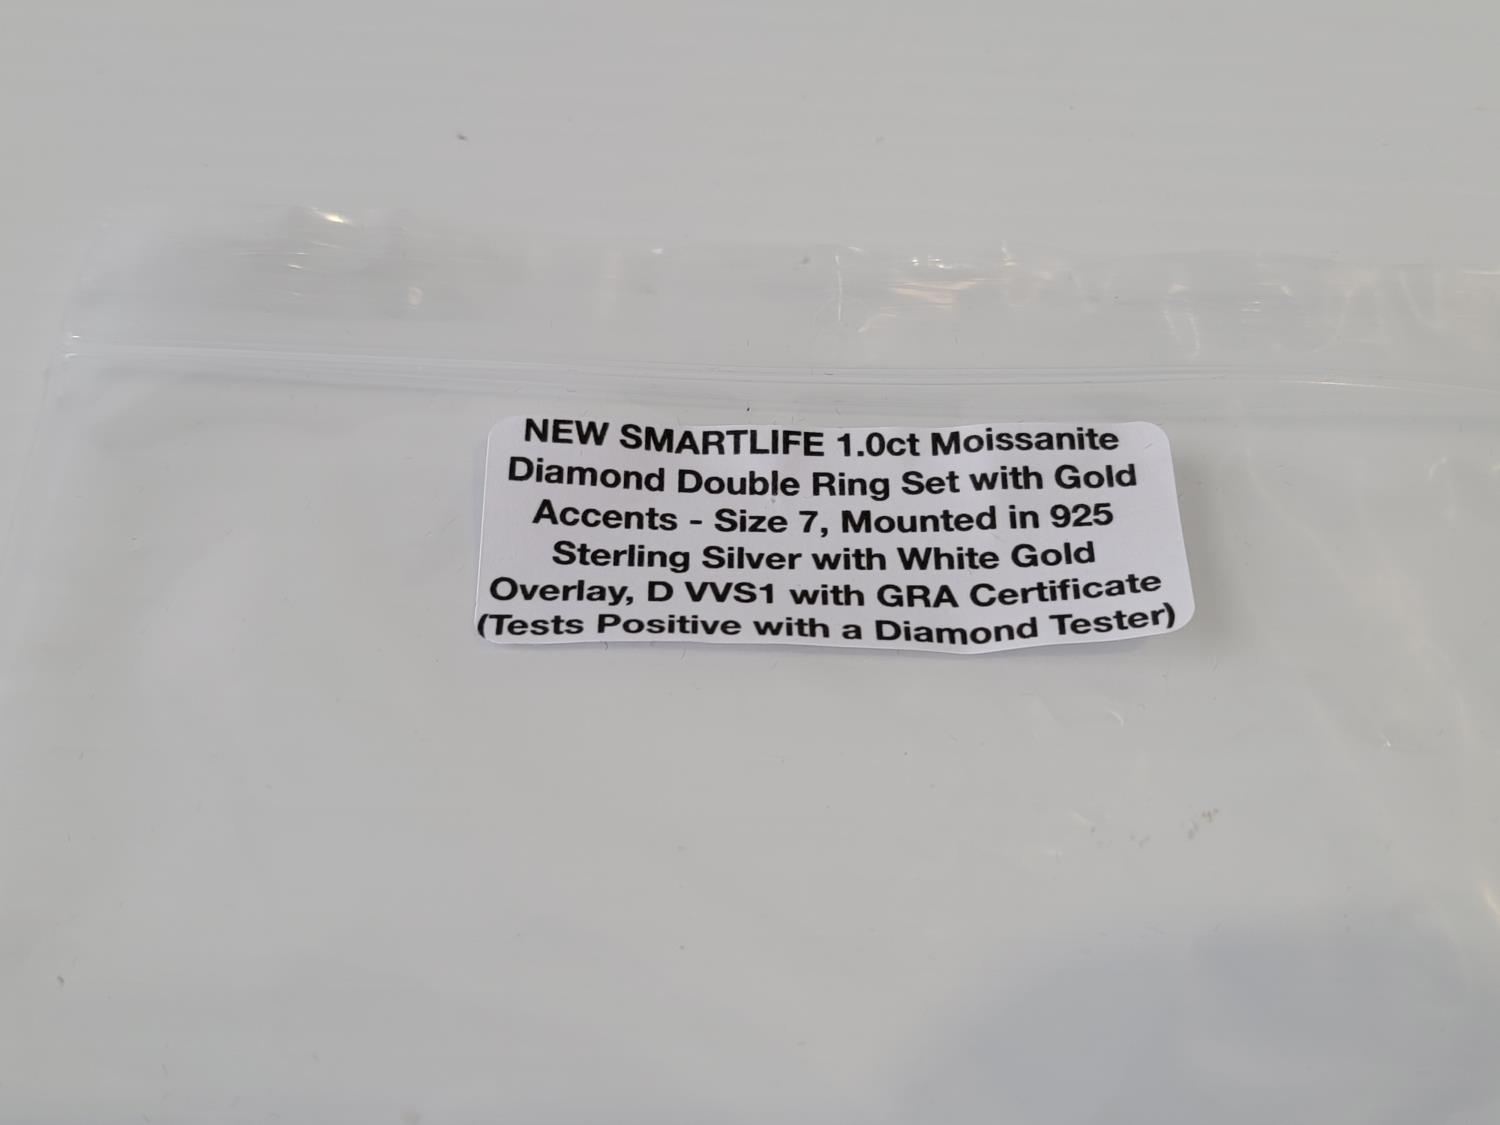 NEW SMARTLIFE 1.0ct Moissanite
Diamond Double Ring Set with Gold
Accents - Size 7, Mounted in 925
Sterling Silver with White Gold
Overlay, D VVS1 with GRA Certificate
(Tests Positive with a Diamond Tester)